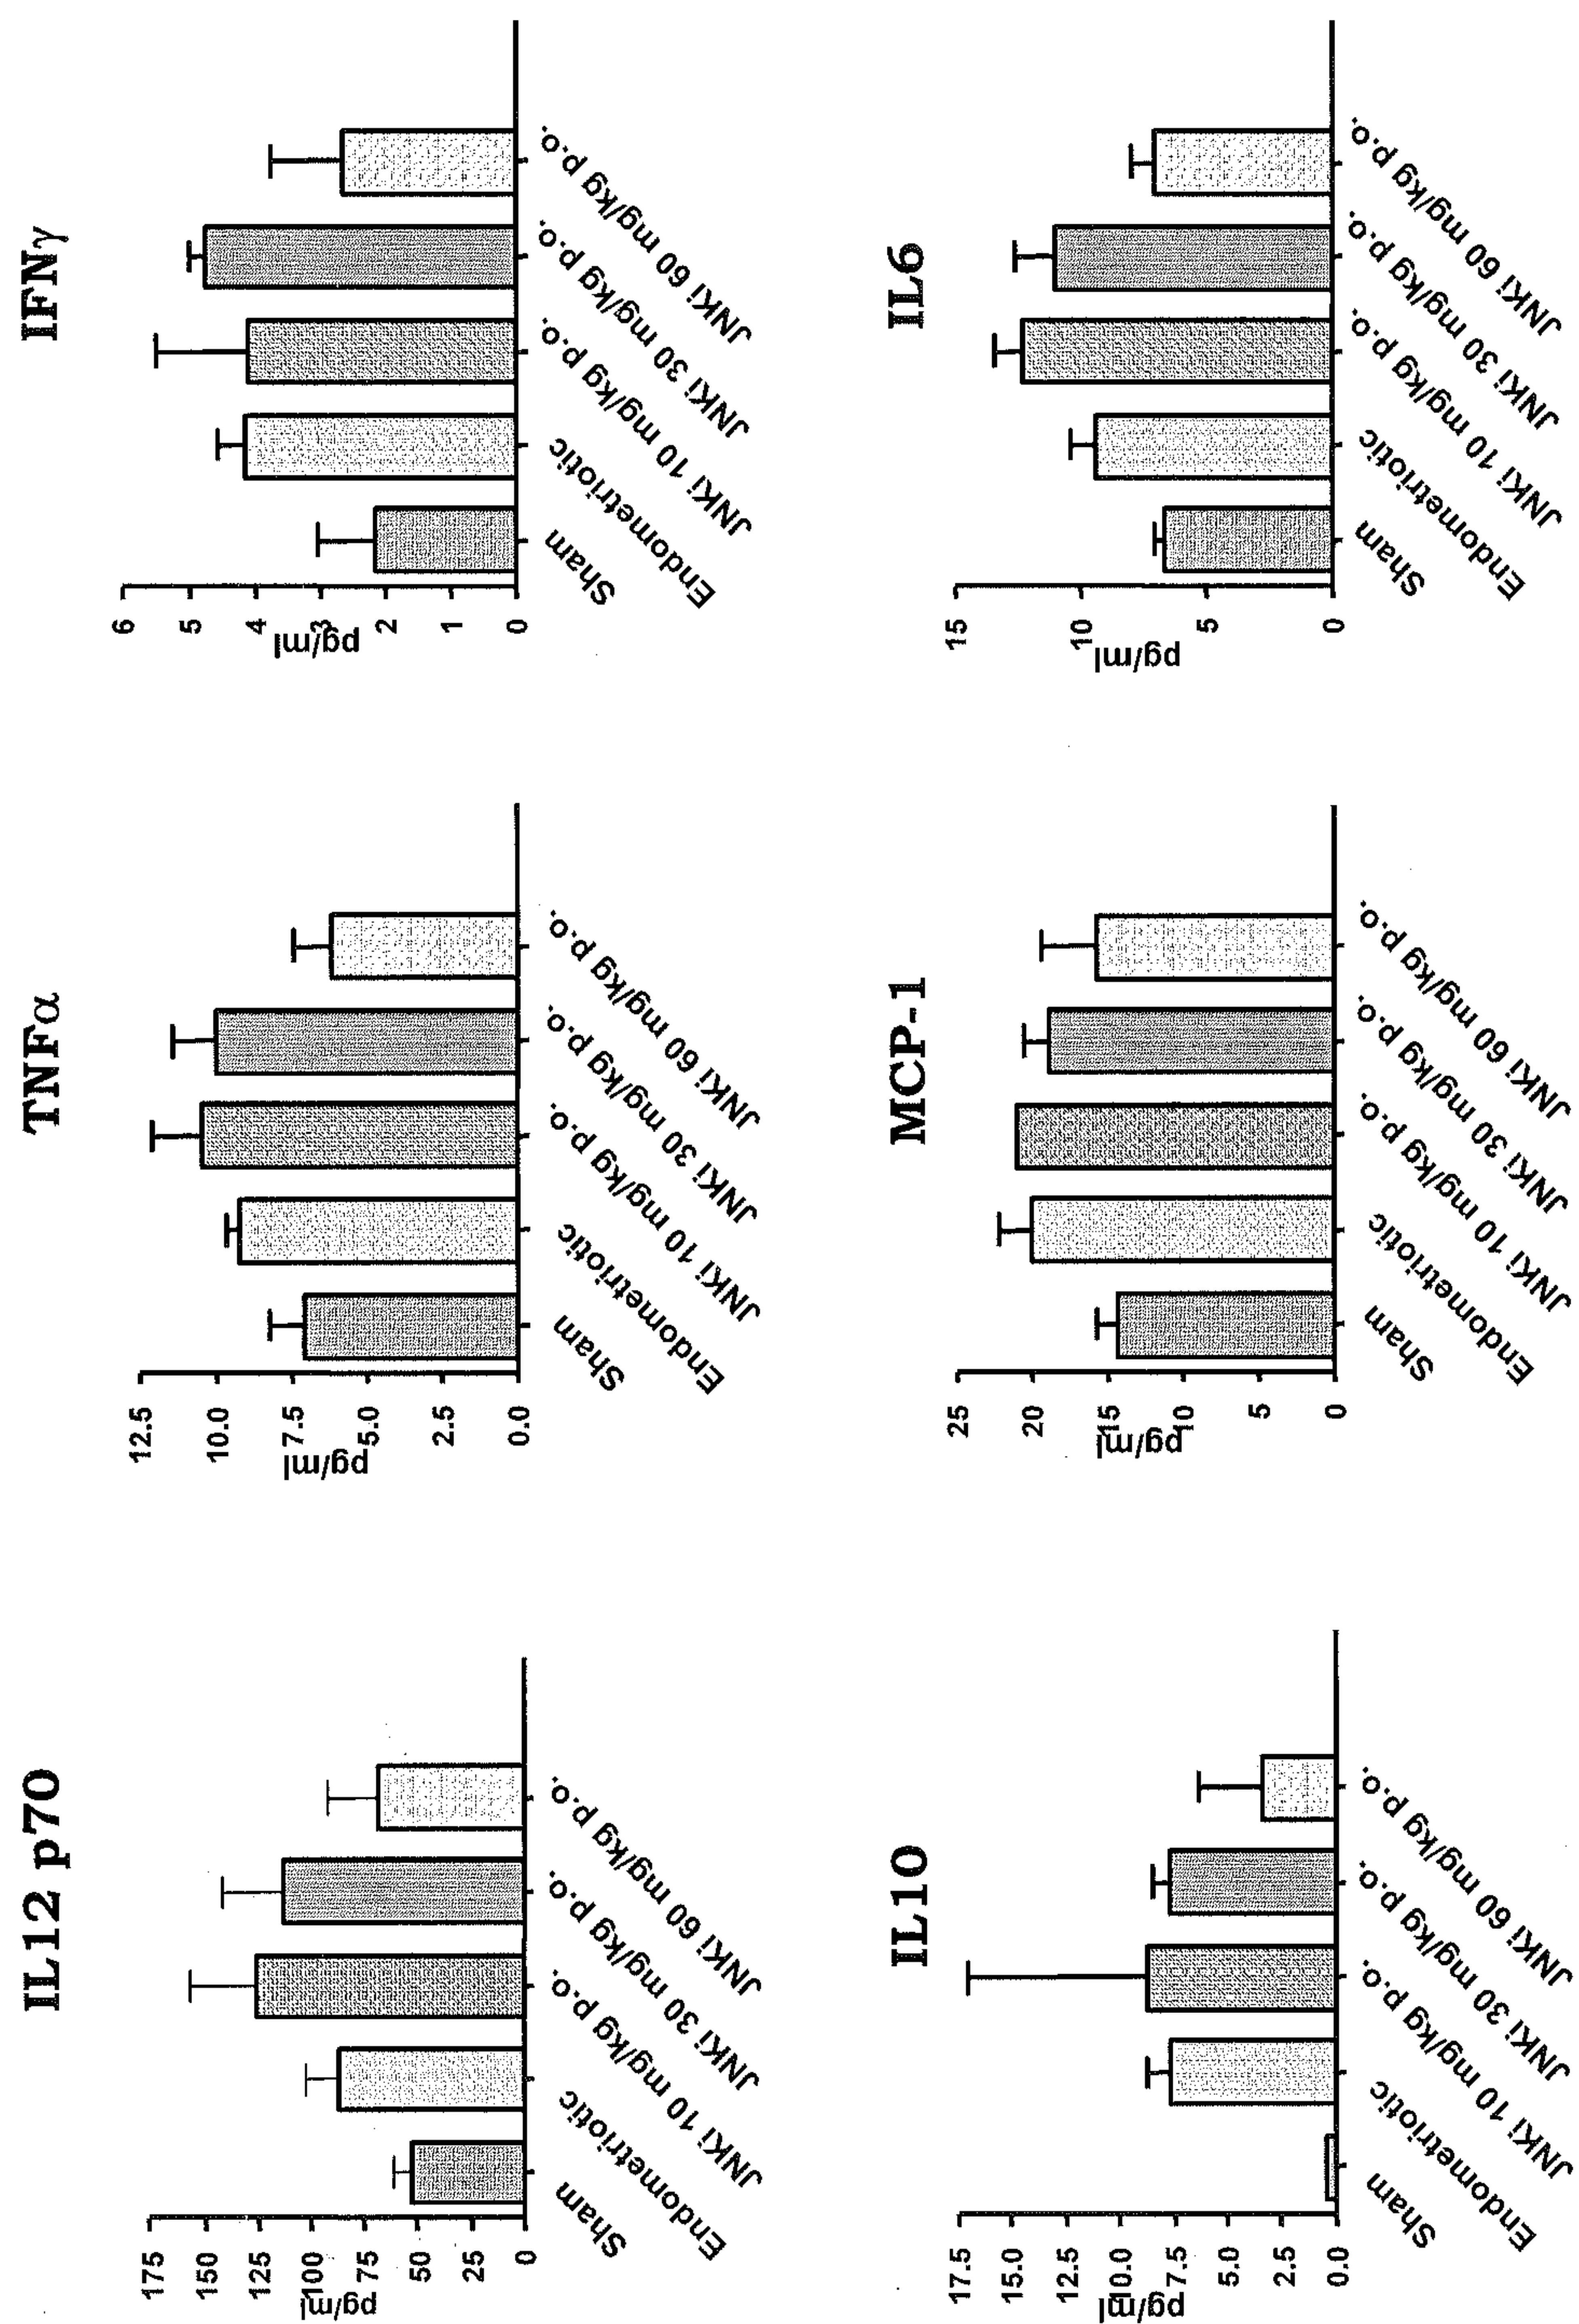 IL12 p70
175
150
125
100
75
50
25
0
pg/ml
Sham
Endometriotic
JNKi 10 mg/kg p.o.
JNKi 30 mg/kg p.o.
JNKi 60 mg/kg p.o.
TNFα
12.5
10.0
7.5
5.0
2.5
0.0
pg/ml
Sham
Endometriotic
JNKi 10 mg/kg p.o.
JNKi 30 mg/kg p.o.
JNKi 60 mg/kg p.o.
IFNγ
6
5
4
3
2
1
0
pg/ml
Sham
Endometriotic
JNKi 10 mg/kg p.o.
JNKi 30 mg/kg p.o.
JNKi 60 mg/kg p.o.
IL10
17.5
15.0
12.5
10.0
7.5
5.0
2.5
0.0
pg/ml
Sham
Endometriotic
JNKi 10 mg/kg p.o.
JNKi 30 mg/kg p.o.
JNKi 60 mg/kg p.o.
MCP-1
25
20
15
10
5
0
pg/ml
Sham
Endometriotic
JNKi 10 mg/kg p.o.
JNKi 30 mg/kg p.o.
JNKi 60 mg/kg p.o.
IL6
15
10
5
0
pg/ml
Sham
Endometriotic
JNKi 10 mg/kg p.o.
JNKi 30 mg/kg p.o.
JNKi 60 mg/kg p.o.